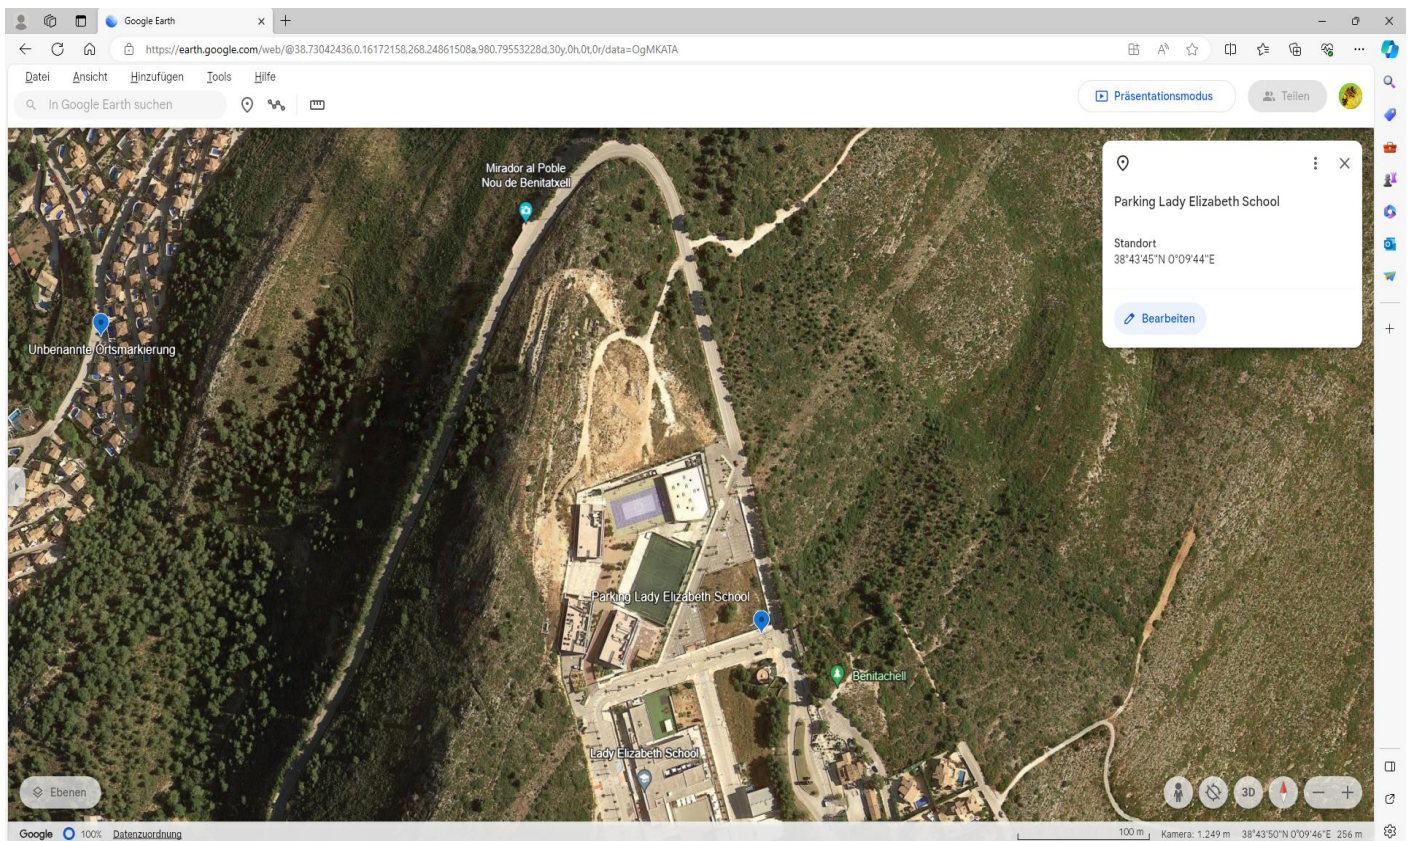 Google Earth
https://earth.google.com/web/@38.73042436,0.16172158,268.24861508a,980.79553228d,30y,0h,0t,0r/data=OgMKATA
Datei Ansicht Hinzufügen Tools Hilfe
In Google Earth suchen
Präsentationsmodus
Teilen
Mirador al Poble
Nou de Benitatxell
Parking Lady Elizabeth School
Standort
38°43'45"N 0°09'44"E
Bearbeiten
Unbenannte Ortsmarkierung
Parking Lady Elizabeth School
Benitachell
Lady Elizabeth School
Ebenen
3D
Google 100% Datenzuordnung
100 m Kamera: 1.249 m 38°43'50"N 0°09'46"E 256 m